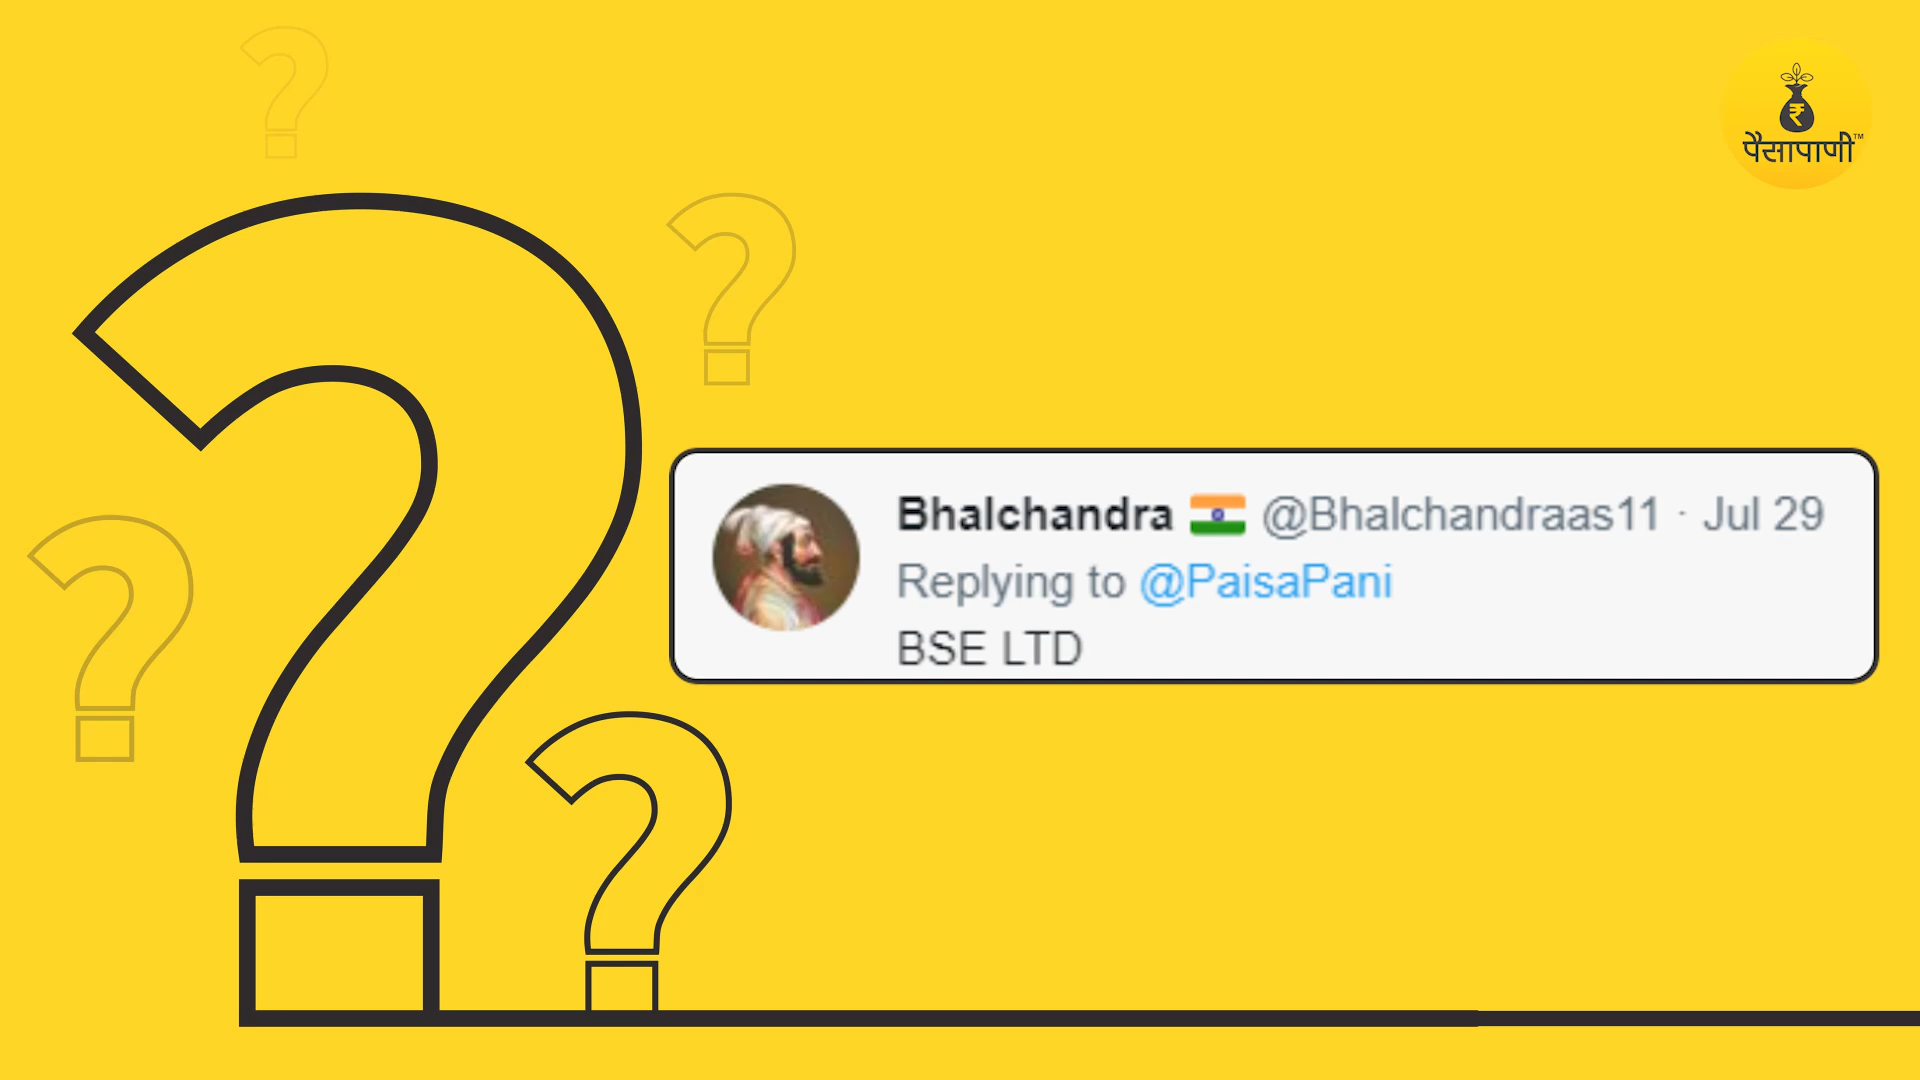 ₹
पैसापाणी™
Bhalchandra 🇮🇳 @Bhalchandraas11 · Jul 29
Replying to @PaisaPani
BSE LTD